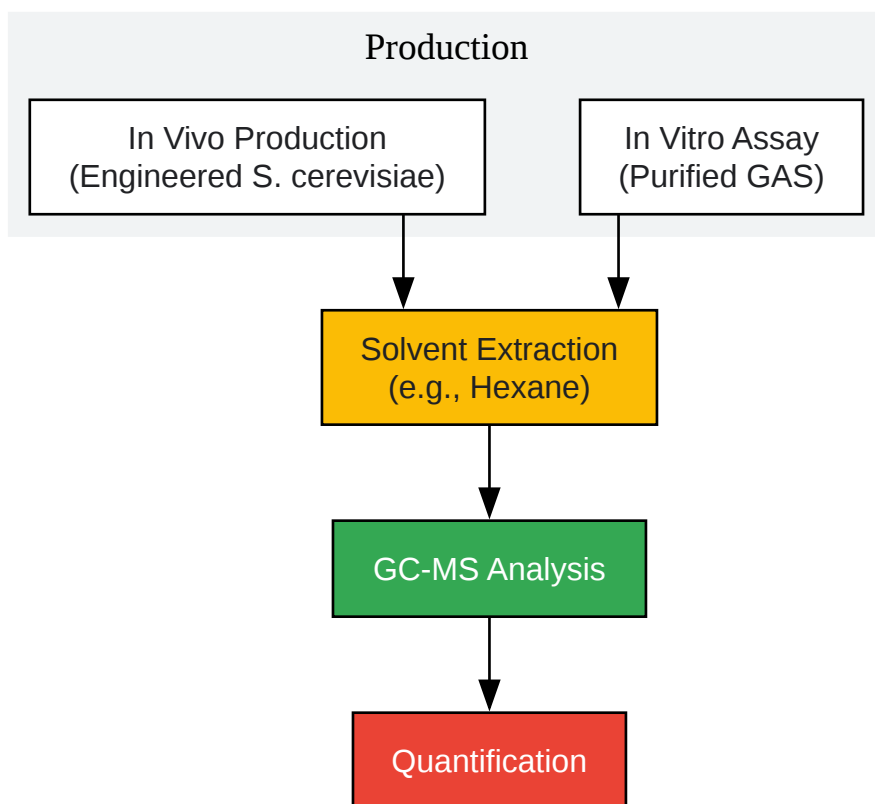 Production
In Vivo Production
(Engineered S. cerevisiae)
In Vitro Assay
(Purified GAS)
Solvent Extraction
(e.g., Hexane)
GC-MS Analysis
Quantification